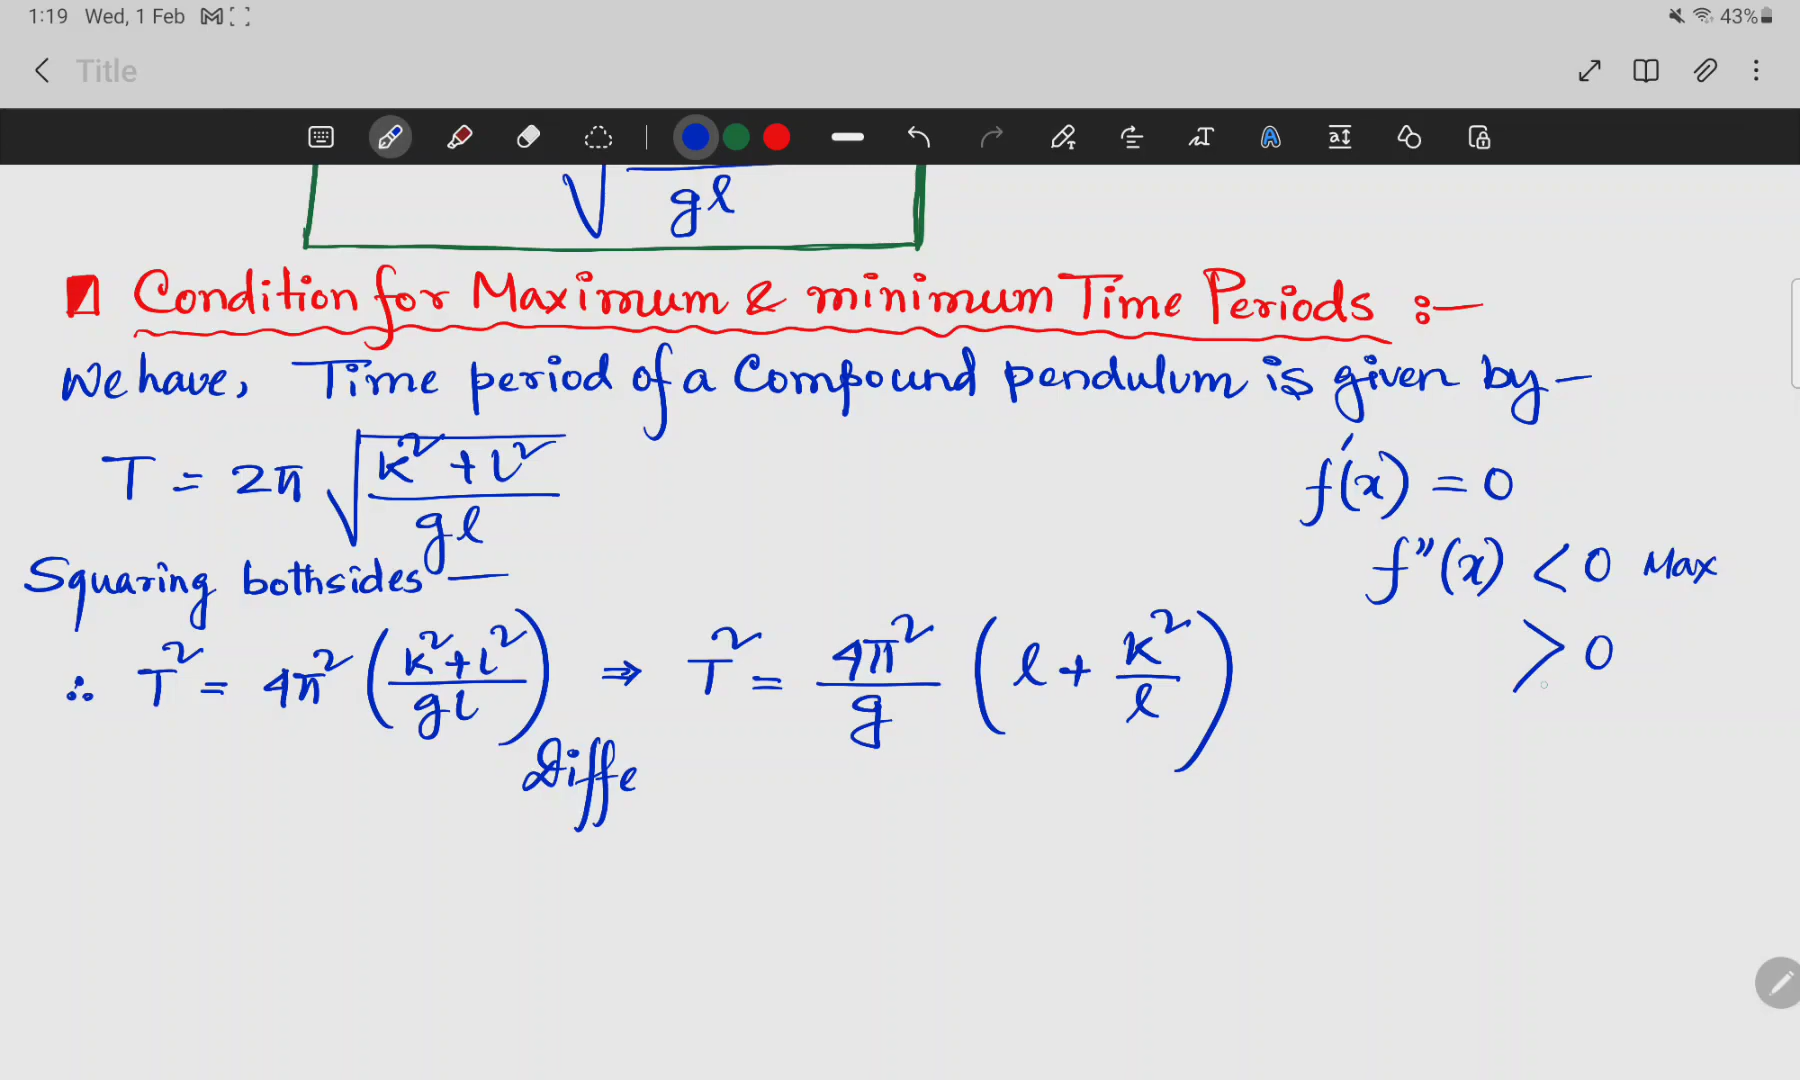 1:19 Wed, 1 Feb 43%
Title
gl
Condition for Maximum & minimum Time Periods :-
We have, Time period of a Compound pendulum is given by -
T = 2π √((k² + l²)/gl)
f'(x) = 0
Squaring bothsides —
f''(x) < 0 Max
> 0
∴ T² = 4π² ((k² + l²)/gl) ⇒ T² = 4π²/g (l + k²/l)
Diffe